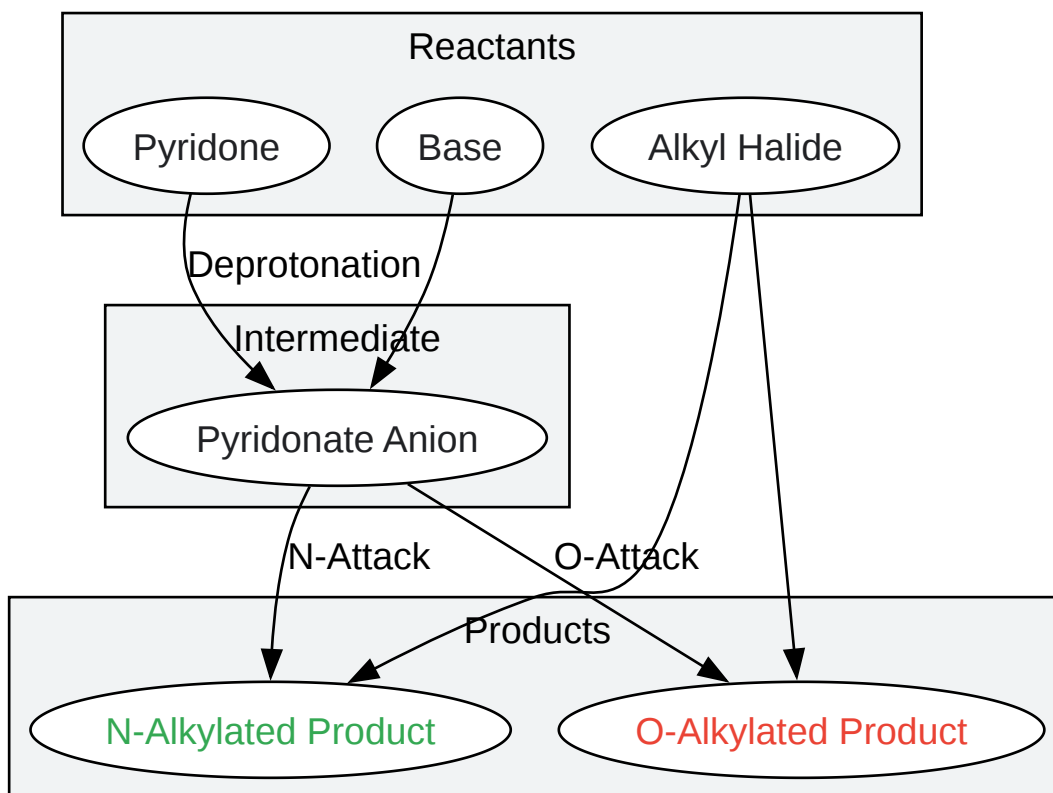 Reactants
Pyridone
Base
Alkyl Halide
Deprotonation
Intermediate
Pyridonate Anion
N-Attack
O-Attack
Products
N-Alkylated Product
O-Alkylated Product